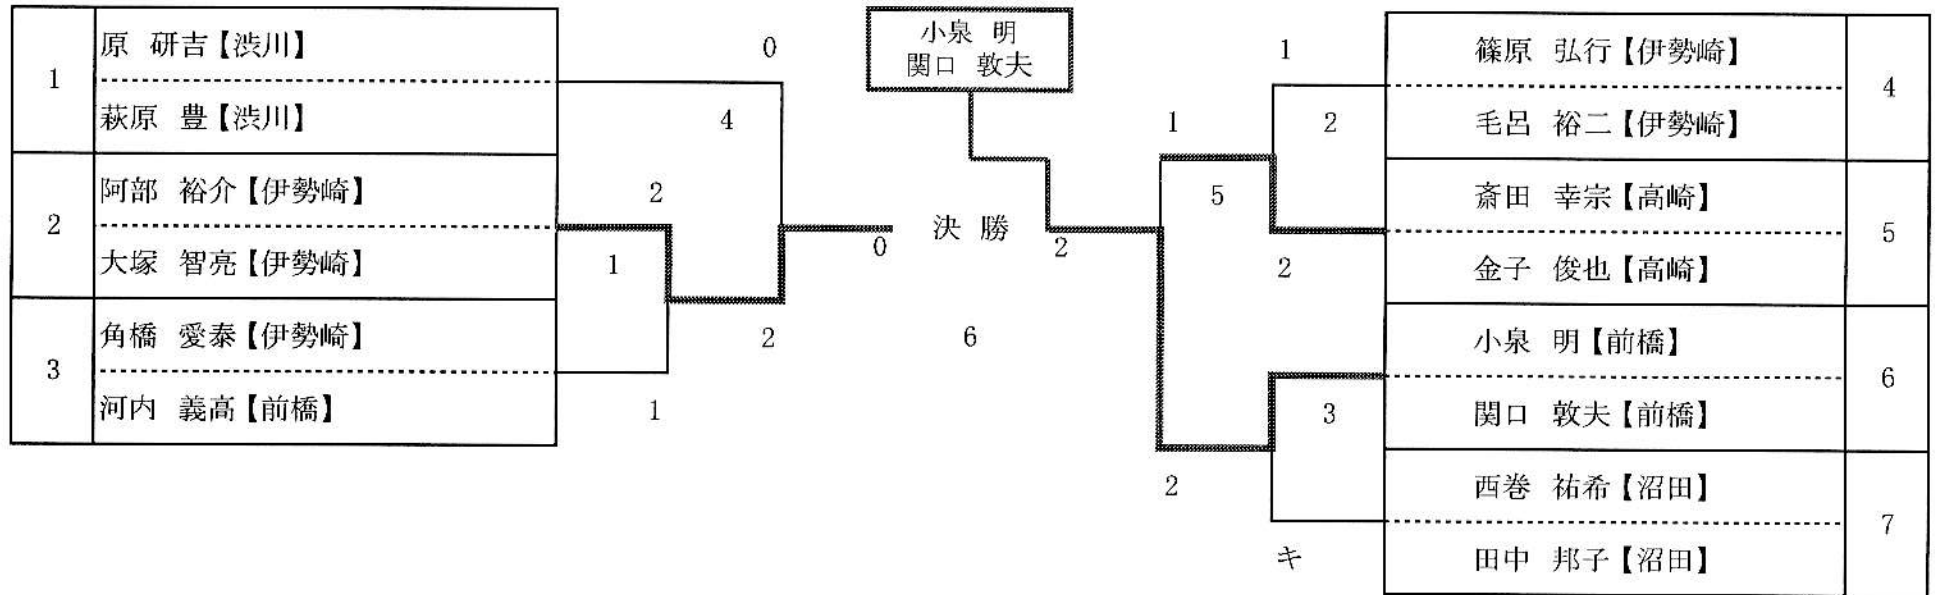 1
原 研吉【渋川】
萩原 豊【渋川】
2
阿部 裕介【伊勢崎】
大塚 智亮【伊勢崎】
3
角橋 愛泰【伊勢崎】
河内 義高【前橋】
0
4
2
1
2
1
0
小泉 明
関口 敦夫
決 勝
2
6
1
2
1
5
2
3
2
キ
篠原 弘行【伊勢崎】
毛呂 裕二【伊勢崎】
4
斎田 幸宗【高崎】
金子 俊也【高崎】
5
小泉 明【前橋】
関口 敦夫【前橋】
6
西巻 祐希【沼田】
田中 邦子【沼田】
7